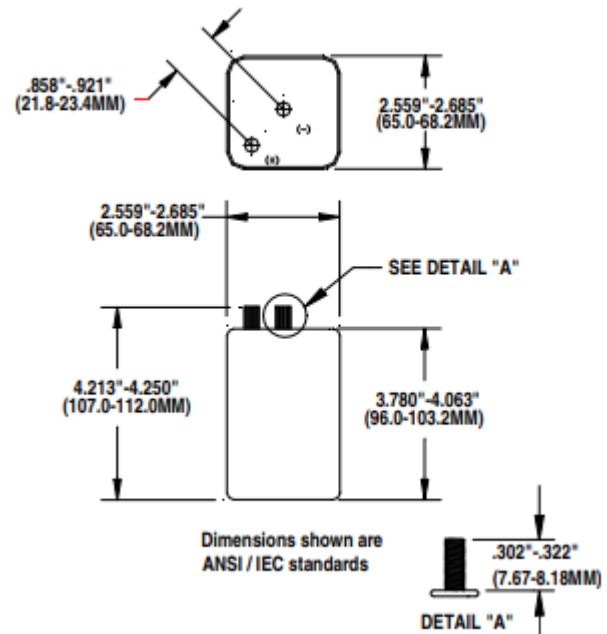 .858"-.921"
(21.8-23.4MM)
2.559"-2.685"
(65.0-68.2MM)
(-)
(+)
2.559"-2.685"
(65.0-68.2MM)
SEE DETAIL "A"
4.213"-4.250"
(107.0-112.0MM)
3.780"-4.063"
(96.0-103.2MM)
Dimensions shown are
ANSI / IEC standards
.302"-.322"
(7.67-8.18MM)
DETAIL "A"